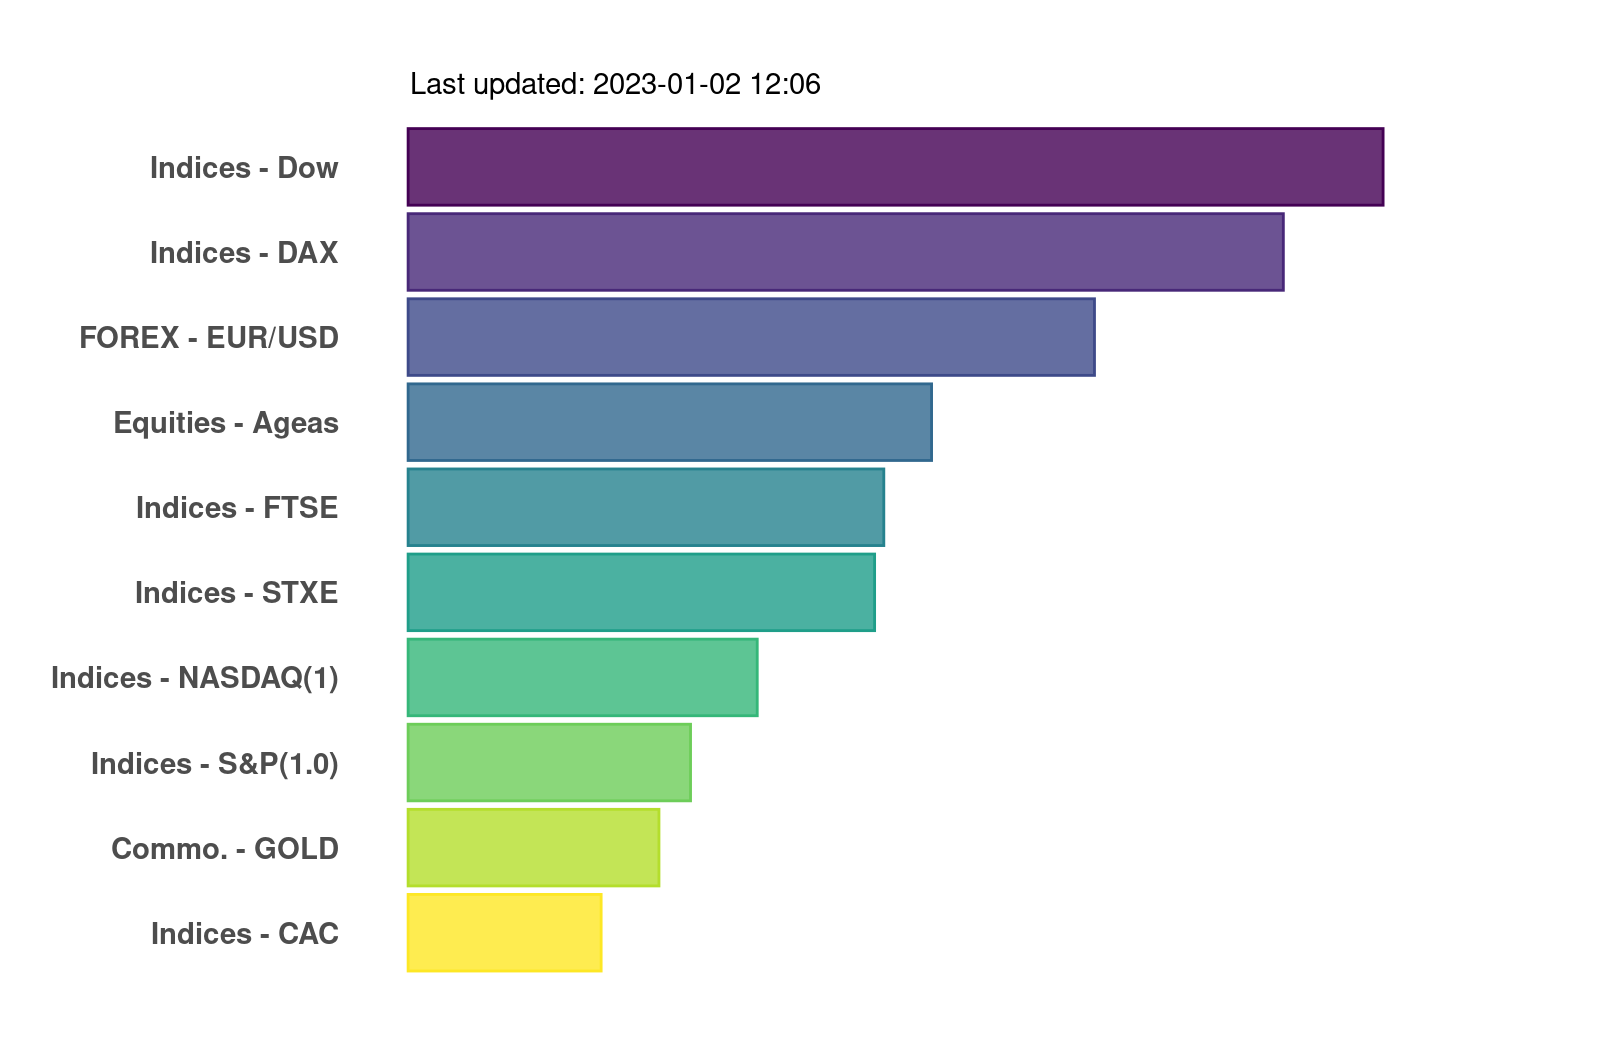 Last updated: 2023-01-02 12:06
Indices - Dow
Indices - DAX
FOREX - EUR/USD
Equities - Ageas
Indices - FTSE
Indices - STXE
Indices - NASDAQ(1)
Indices - S&P(1.0)
Commo. - GOLD
Indices - CAC